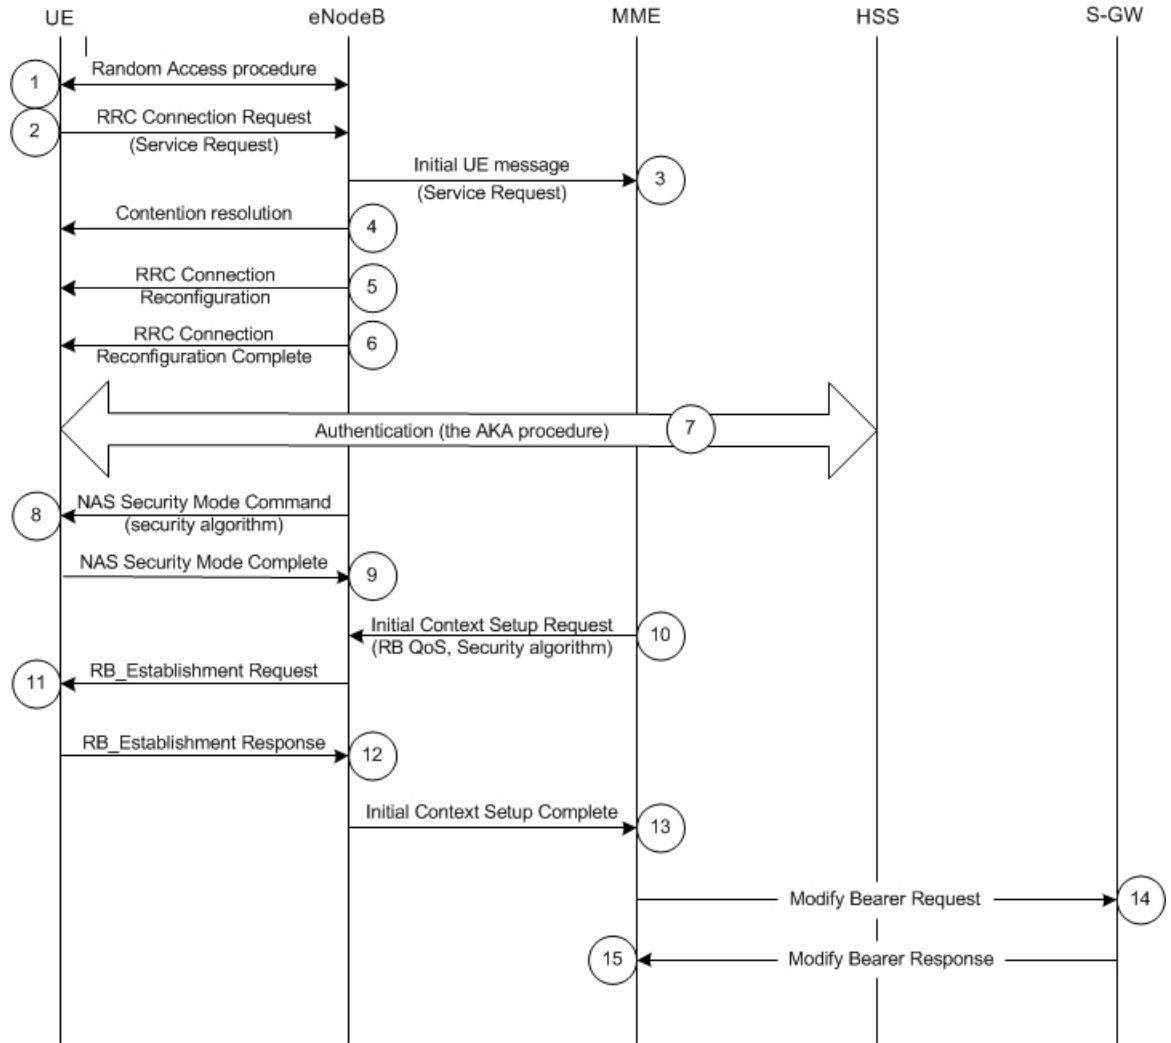 UE eNodeB MME HSS S-GW
Random Access procedure
1
RRC Connection Request
2
(Service Request)
Initial UE message
3
(Service Request)
Contention resolution
4
RRC Connection
5
Reconfiguration
RRC Connection
6
Reconfiguration Complete
Authentication (the AKA procedure)
7
NAS Security Mode Command
8
(security algorithm)
NAS Security Mode Complete
9
Initial Context Setup Request
10
(RB QoS, Security algorithm)
RB_Establishment Request
11
RB_Establishment Response
12
Initial Context Setup Complete
13
Modify Bearer Request
14
15
Modify Bearer Response